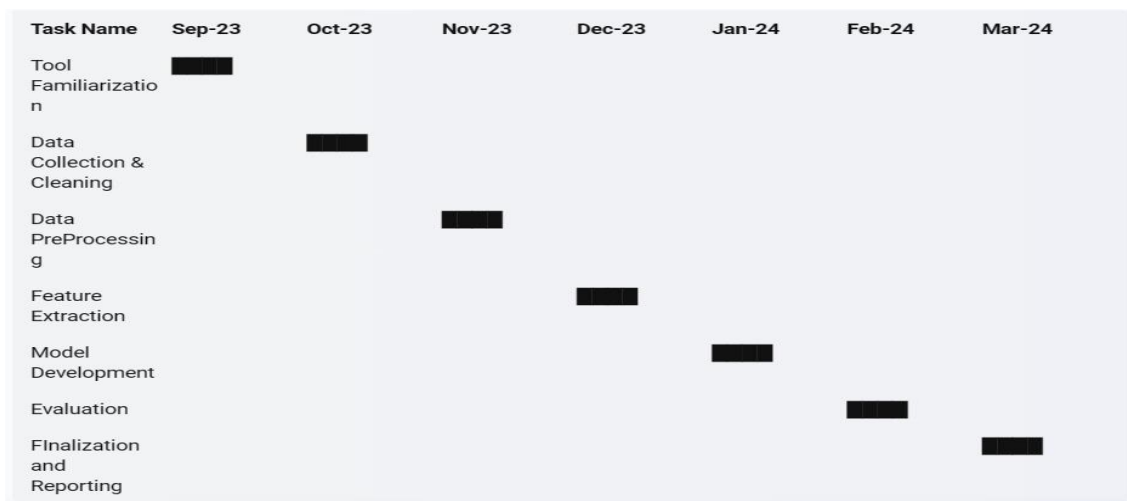 Task Name Sep-23 Oct-23 Nov-23 Dec-23 Jan-24 Feb-24 Mar-24
Tool
Familiarizatio
n
Data
Collection &
Cleaning
Data
PreProcessin
g
Feature
Extraction
Model
Development
Evaluation
FInalization
and
Reporting